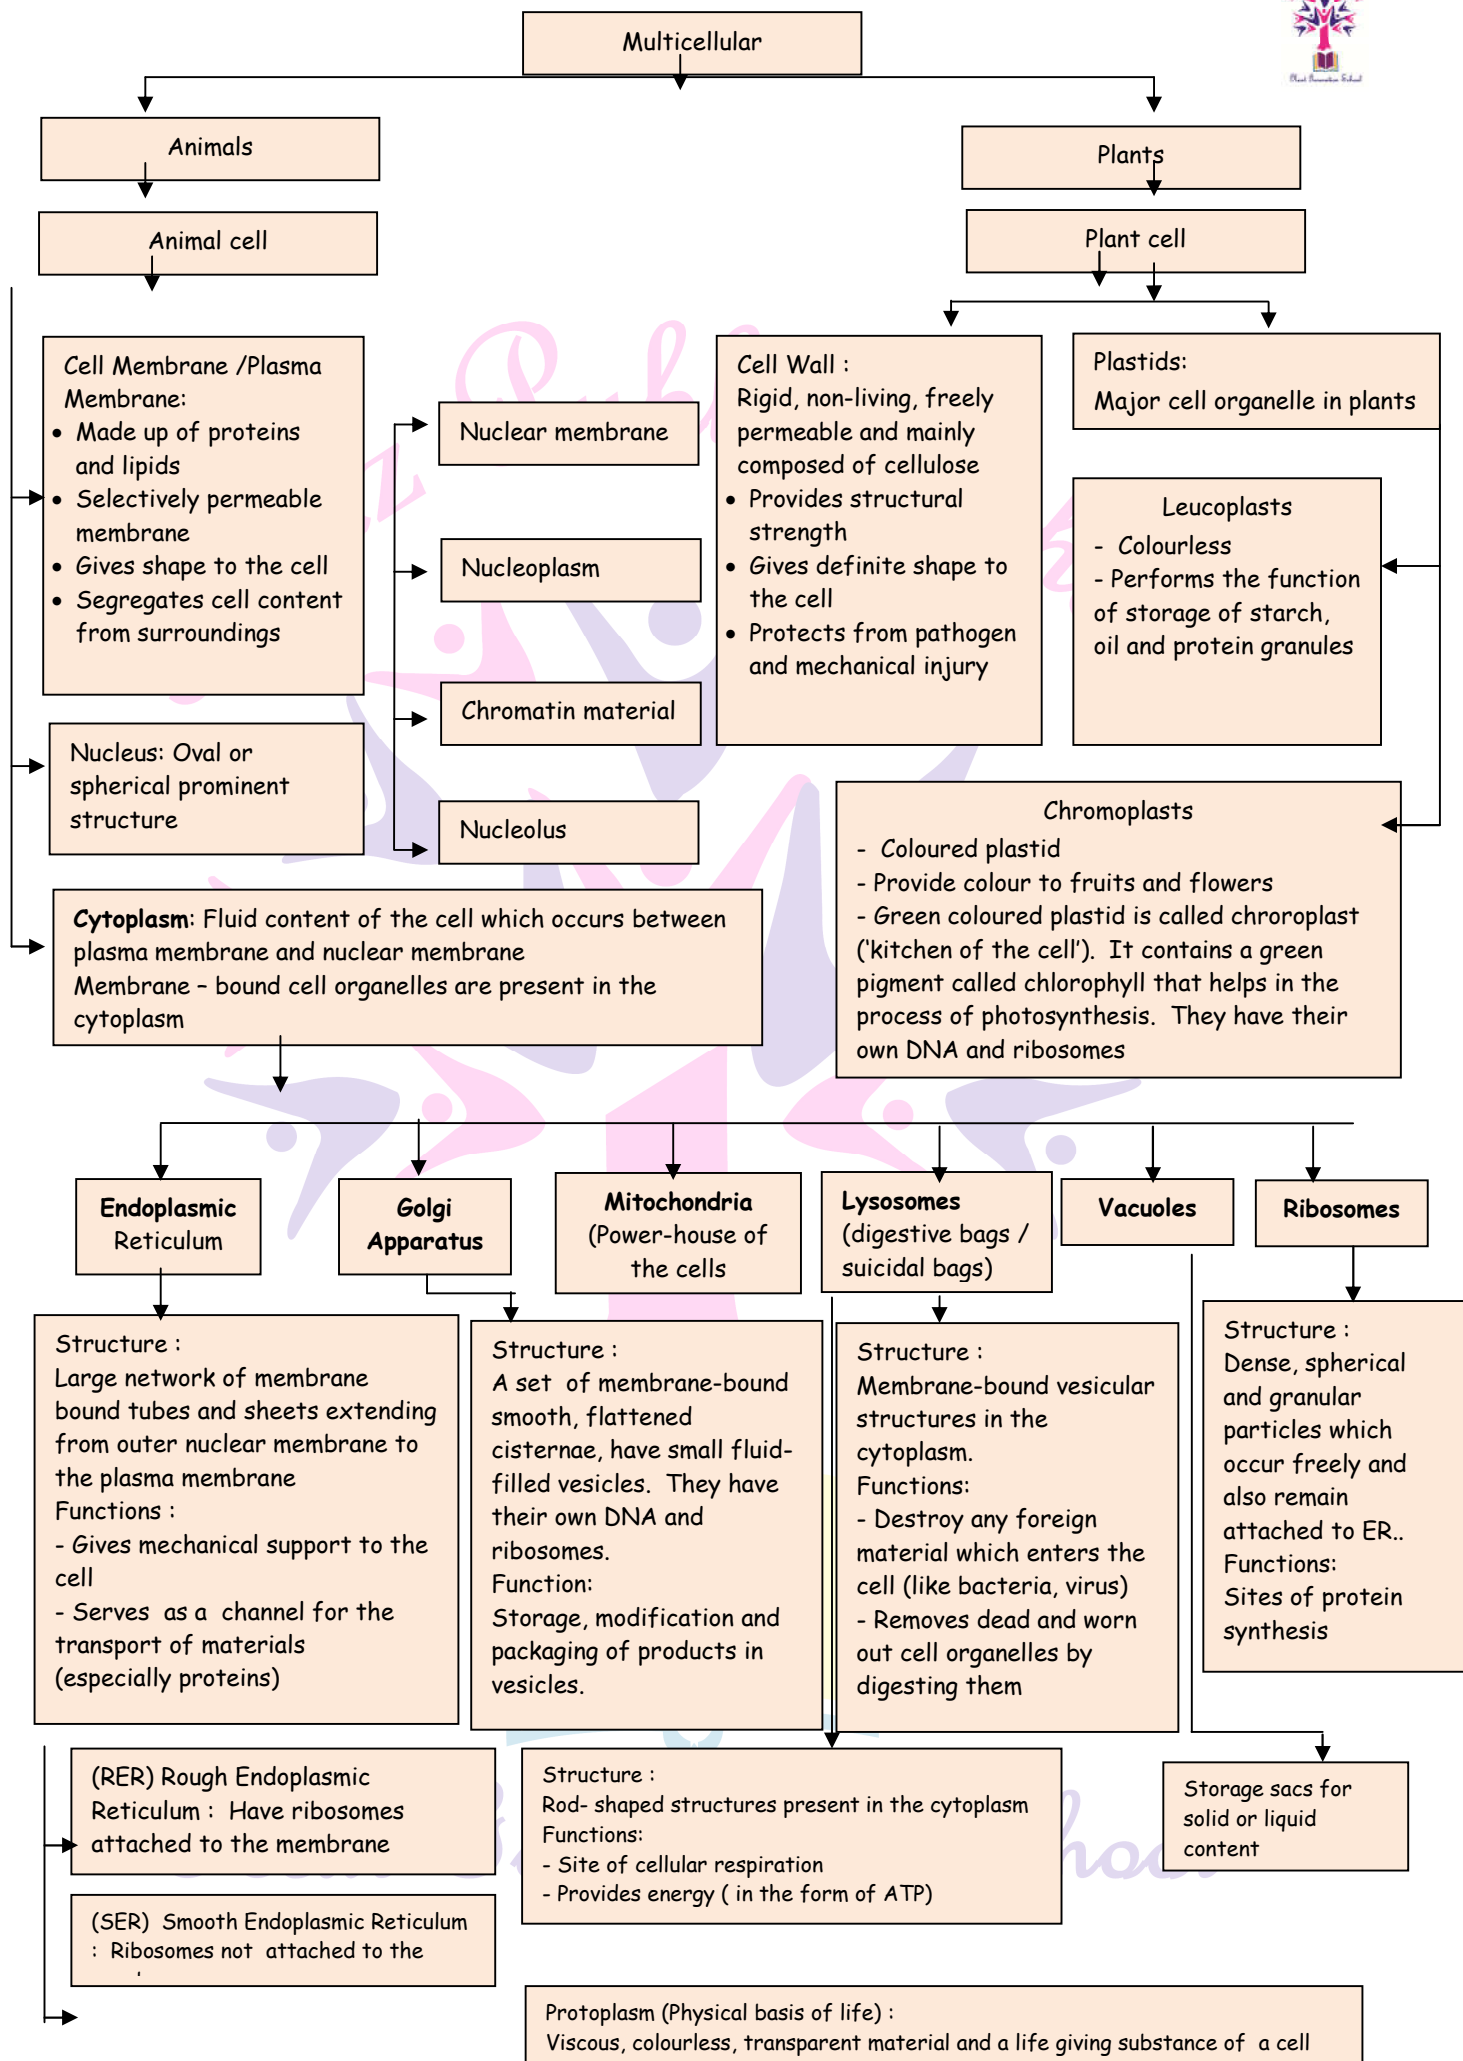 Multicellular
Animals
Plants
Animal cell
Plant cell
Cell Membrane /Plasma
Membrane:
• Made up of proteins
and lipids
• Selectively permeable
membrane
• Gives shape to the cell
• Segregates cell content
from surroundings
Nuclear membrane
Nucleoplasm
Chromatin material
Nucleolus
Cell Wall :
Rigid, non-living, freely
permeable and mainly
composed of cellulose
• Provides structural
strength
• Gives definite shape to
the cell
• Protects from pathogen
and mechanical injury
Plastids:
Major cell organelle in plants
Leucoplasts
- Colourless
- Performs the function
of storage of starch,
oil and protein granules
Nucleus: Oval or
spherical prominent
structure
Chromoplasts
- Coloured plastid
- Provide colour to fruits and flowers
- Green coloured plastid is called chroroplast
(‘kitchen of the cell’). It contains a green
pigment called chlorophyll that helps in the
process of photosynthesis. They have their
own DNA and ribosomes
Cytoplasm: Fluid content of the cell which occurs between
plasma membrane and nuclear membrane
Membrane – bound cell organelles are present in the
cytoplasm
Endoplasmic
Reticulum
Golgi
Apparatus
Mitochondria
(Power-house of
the cells
Lysosomes
(digestive bags /
suicidal bags)
Vacuoles
Ribosomes
Structure :
Large network of membrane
bound tubes and sheets extending
from outer nuclear membrane to
the plasma membrane
Functions :
- Gives mechanical support to the
cell
- Serves as a channel for the
transport of materials
(especially proteins)
Structure :
A set of membrane-bound
smooth, flattened
cisternae, have small fluid-
filled vesicles. They have
their own DNA and
ribosomes.
Function:
Storage, modification and
packaging of products in
vesicles.
Structure :
Membrane-bound vesicular
structures in the
cytoplasm.
Functions:
- Destroy any foreign
material which enters the
cell (like bacteria, virus)
- Removes dead and worn
out cell organelles by
digesting them
Structure :
Dense, spherical
and granular
particles which
occur freely and
also remain
attached to ER..
Functions:
Sites of protein
synthesis
(RER) Rough Endoplasmic
Reticulum : Have ribosomes
attached to the membrane
Structure :
Rod- shaped structures present in the cytoplasm
Functions:
- Site of cellular respiration
- Provides energy ( in the form of ATP)
Storage sacs for
solid or liquid
content
(SER) Smooth Endoplasmic Reticulum
: Ribosomes not attached to the
Protoplasm (Physical basis of life) :
Viscous, colourless, transparent material and a life giving substance of a cell